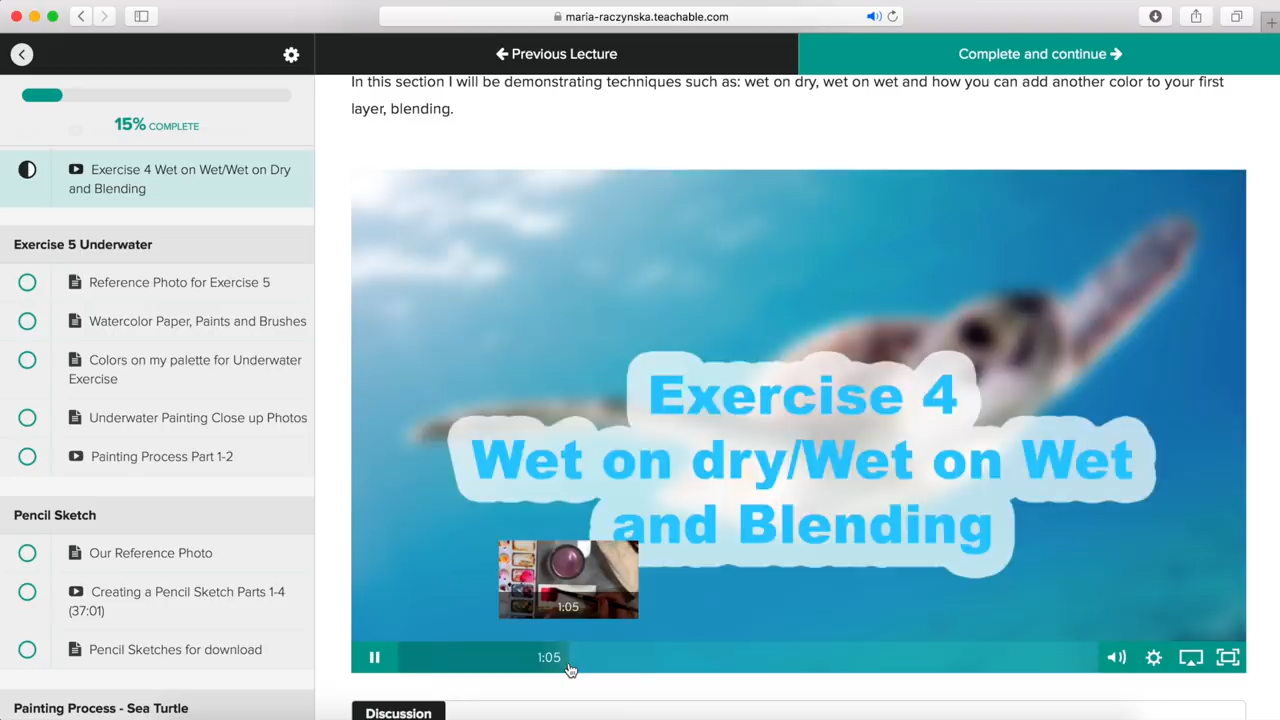 maria-raczynska.teachable.com
Previous Lecture
Complete and continue
15% COMPLETE
Exercise 4 Wet on Wet/Wet on Dry
and Blending
Exercise 5 Underwater
Reference Photo for Exercise 5
Watercolor Paper, Paints and Brushes
Colors on my palette for Underwater
Exercise
Underwater Painting Close up Photos
Painting Process Part 1-2
Pencil Sketch
Our Reference Photo
Creating a Pencil Sketch Parts 1-4
(37:01)
Pencil Sketches for download
Painting Process - Sea Turtle
In this section I will be demonstrating techniques such as: wet on dry, wet on wet and how you can add another color to your first
layer, blending.
Exercise 4
Wet on dry/Wet on Wet
and Blending
1:05
1:05
Discussion